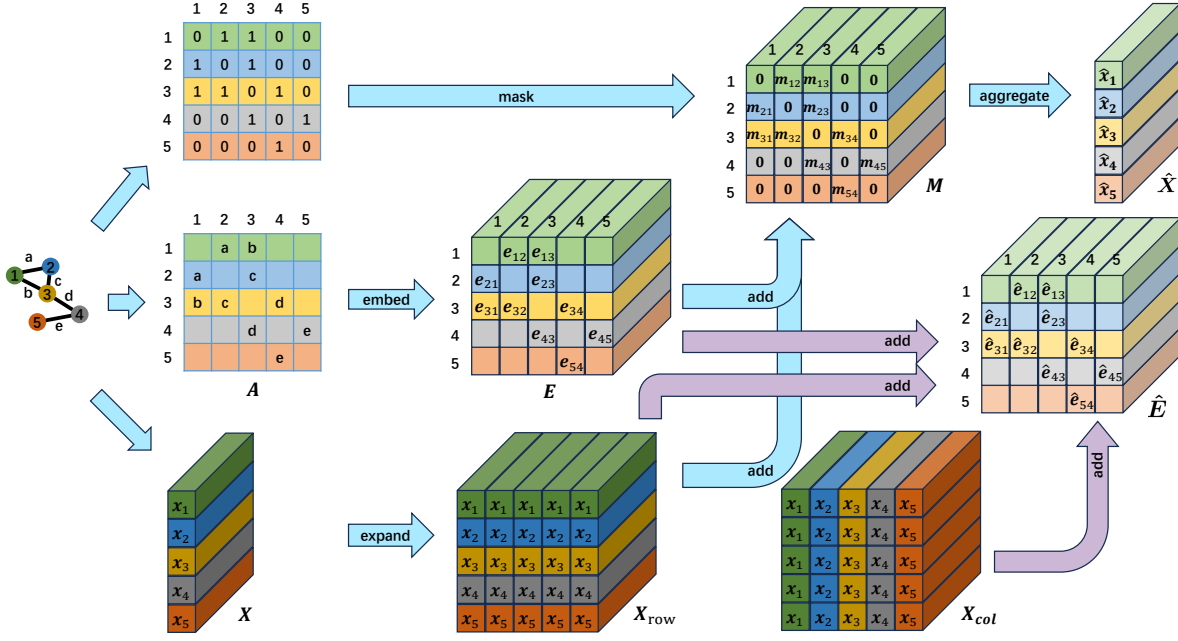 1 2 3 4 5
1 0 1 1 0 0
2 1 0 1 0 0
3 1 1 0 1 0
4 0 0 1 0 1
5 0 0 0 1 0
mask
1 2 3 4 5
1 0 m₁₂ m₁₃ 0 0
2 m₂₁ 0 m₂₃ 0 0
3 m₃₁ m₃₂ 0 m₃₄ 0
4 0 0 m₄₃ 0 m₄₅
5 0 0 0 m₅₄ 0
M
aggregate
x̂₁
x̂₂
x̂₃
x̂₄
x̂₅
X̂
1 2 3 4 5
a b c d e
1 2 3 4 5
1 a b
2 a c
3 b c d
4 d e
5 e
A
embed
1 2 3 4 5
1 e₁₂ e₁₃
2 e₂₁ e₂₃
3 e₃₁ e₃₂ e₃₄
4 e₄₃ e₄₅
5 e₅₄
E
add
add
add
1 2 3 4 5
1 ê₁₂ ê₁₃
2 ê₂₁ ê₂₃
3 ê₃₁ ê₃₂ ê₃₄
4 ê₄₃ ê₄₅
5 ê₅₄
Ê
x₁
x₂
x₃
x₄
x₅
X
expand
x₁ x₁ x₁ x₁ x₁
x₂ x₂ x₂ x₂ x₂
x₃ x₃ x₃ x₃ x₃
x₄ x₄ x₄ x₄ x₄
x₅ x₅ x₅ x₅ x₅
X_row
add
x₁ x₂ x₃ x₄ x₅
x₁ x₂ x₃ x₄ x₅
x₁ x₂ x₃ x₄ x₅
x₁ x₂ x₃ x₄ x₅
x₁ x₂ x₃ x₄ x₅
X_col
add